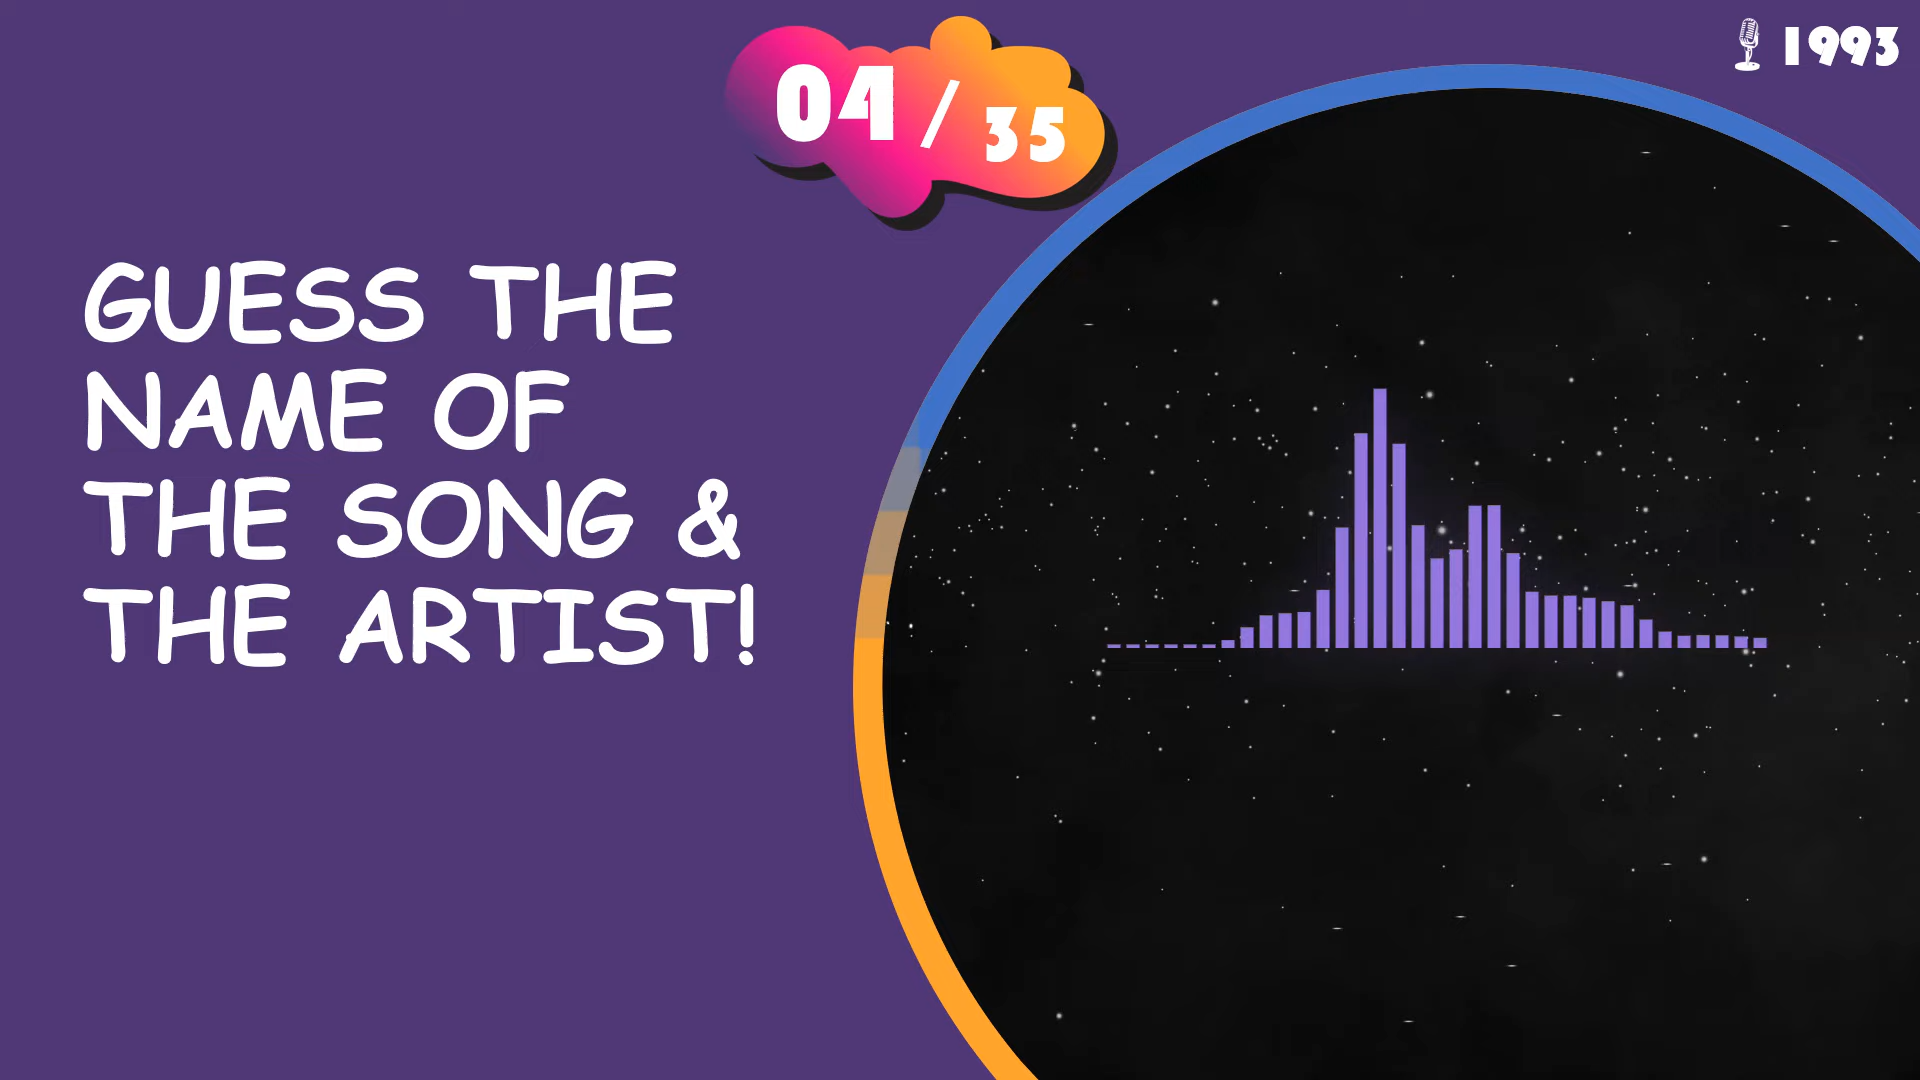 04 / 35
1993
GUESS THE
NAME OF
THE SONG &
THE ARTIST!